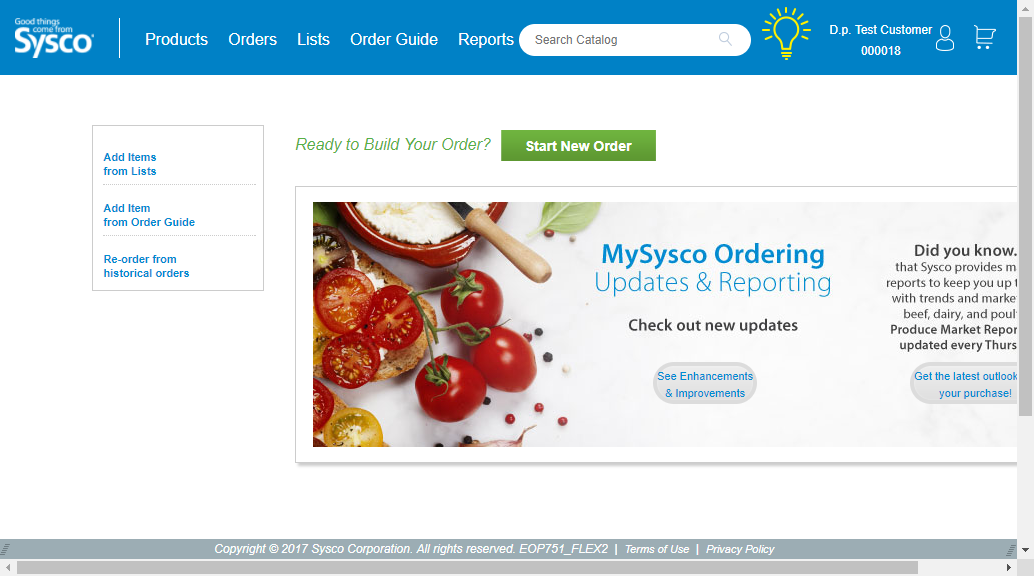 Good things
come from
Sysco
Products Orders Lists Order Guide Reports Search Catalog D.p. Test Customer
000018
Add Items
from Lists
Add Item
from Order Guide
Re-order from
historical orders
Ready to Build Your Order? Start New Order
MySysco Ordering
Updates & Reporting
Check out new updates
See Enhancements
& Improvements
Did you know.
that Sysco provides m
reports to keep you up t
with trends and marke
beef, dairy, and poul
Produce Market Repor
updated every Thurs
Get the latest outlook
your purchase!
Copyright © 2017 Sysco Corporation. All rights reserved. EOP751_FLEX2 | Terms of Use | Privacy Policy